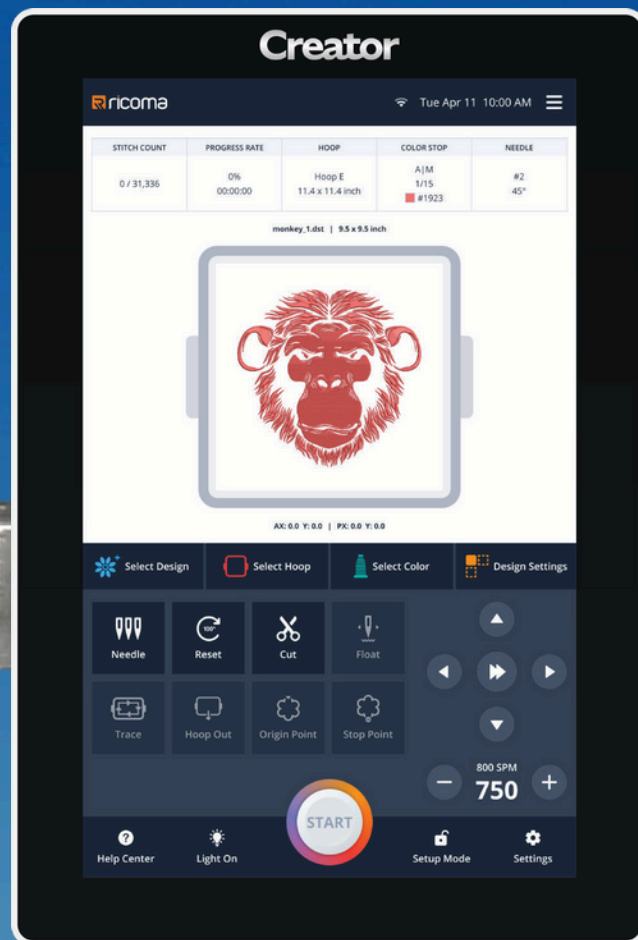 Creator
ricoma
Tue Apr 11 10:00 AM
STITCH COUNT PROGRESS RATE HOOP COLOR STOP NEEDLE
0 / 31,336 0% Hoop E A|M #2
00:00:00 11.4 x 11.4 inch 1/15 45°
#1923
monkey_1.dst | 9.5 x 9.5 inch
AX: 0.0 Y: 0.0 | PX: 0.0 Y: 0.0
Select Design Select Hoop Select Color Design Settings
100°
Needle Reset Cut Float
Trace Hoop Out Origin Point Stop Point
800 SPM
750
START
Help Center Light On Setup Mode Settings